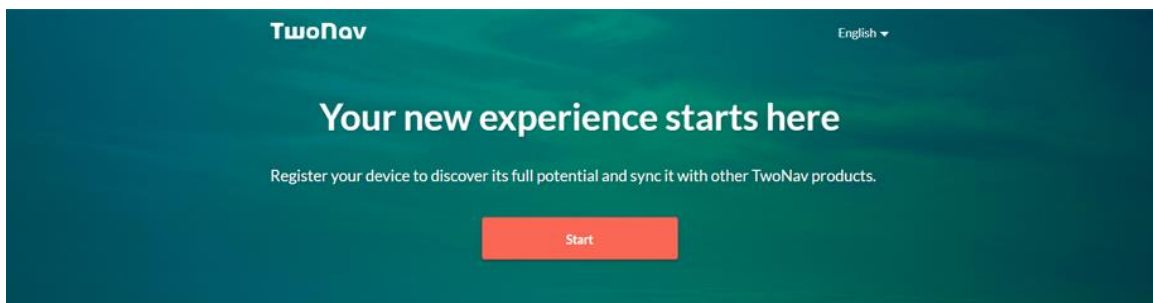 TwoNav
English
Your new experience starts here
Register your device to discover its full potential and sync it with other TwoNav products.
Start